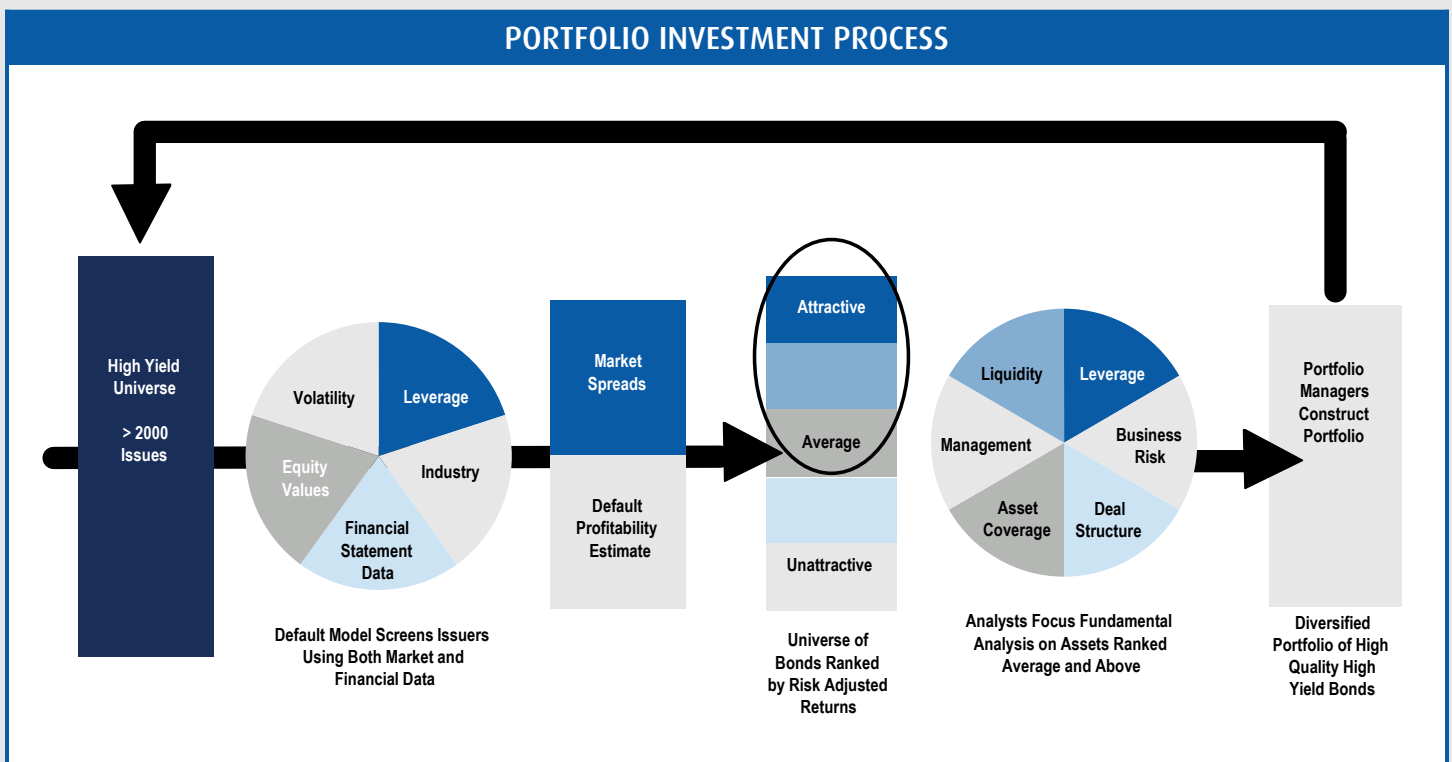 PORTFOLIO INVESTMENT PROCESS
High Yield
Universe
> 2000
Issues
Volatility
Leverage
Equity
Values
Industry
Financial
Statement
Data
Default Model Screens Issuers
Using Both Market and
Financial Data
Market
Spreads
Default
Profitability
Estimate
Attractive
Average
Unattractive
Universe of
Bonds Ranked
by Risk Adjusted
Returns
Liquidity
Leverage
Management
Business
Risk
Asset
Coverage
Deal
Structure
Analysts Focus Fundamental
Analysis on Assets Ranked
Average and Above
Portfolio
Managers
Construct
Portfolio
Diversified
Portfolio of High
Quality High
Yield Bonds